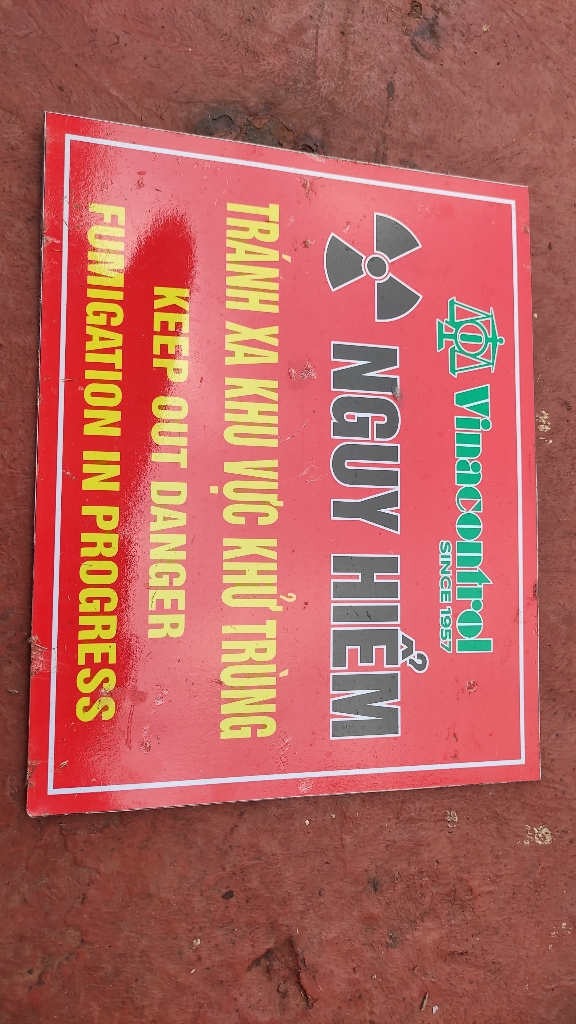 Vinacontrol
SINCE 1957
NGUY HIỂM
TRÁNH XA KHU VỰC KHỬ TRÙNG
KEEP OUT DANGER
FUMIGATION IN PROGRESS